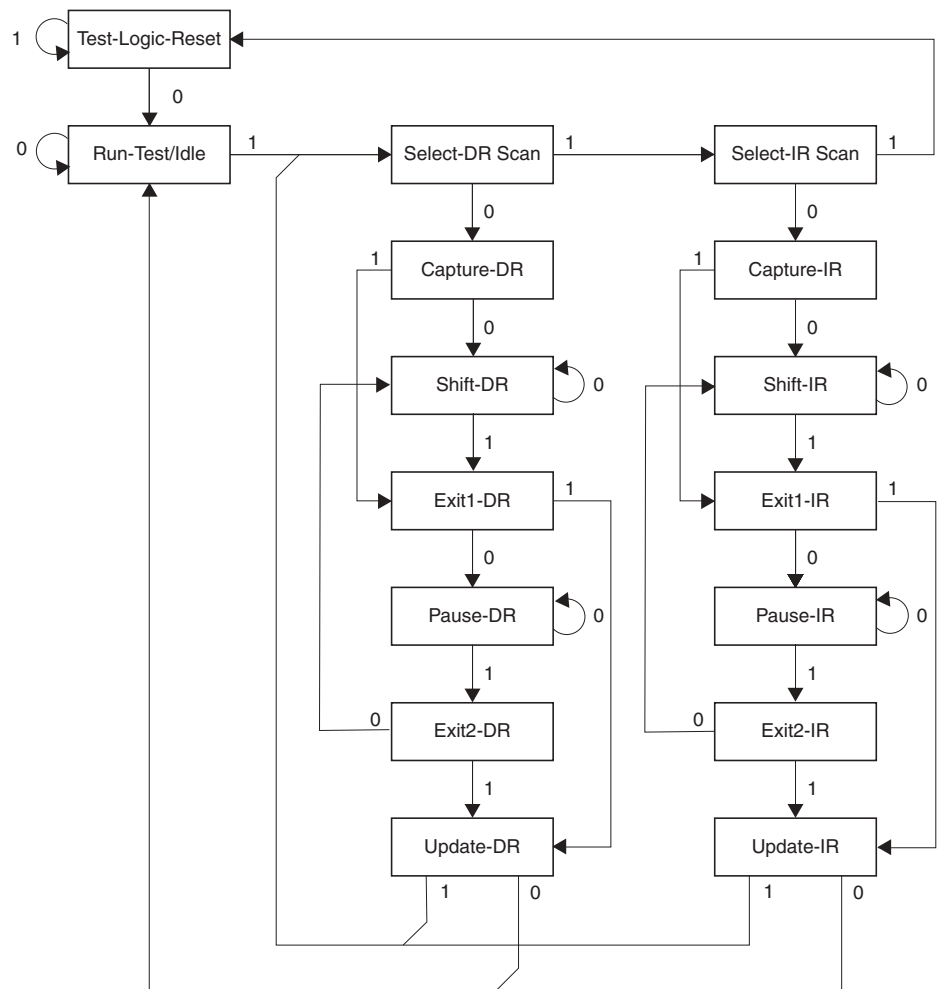 1 Test-Logic-Reset
0
0 Run-Test/Idle 1 Select-DR Scan 1 Select-IR Scan 1
0 0
1 Capture-DR 1 Capture-IR
0 0
Shift-DR 0 Shift-IR 0
1 1
Exit1-DR 1 Exit1-IR 1
0 0
Pause-DR 0 Pause-IR 0
1 1
0 Exit2-DR 0 Exit2-IR
1 1
Update-DR Update-IR
1 0 1 0